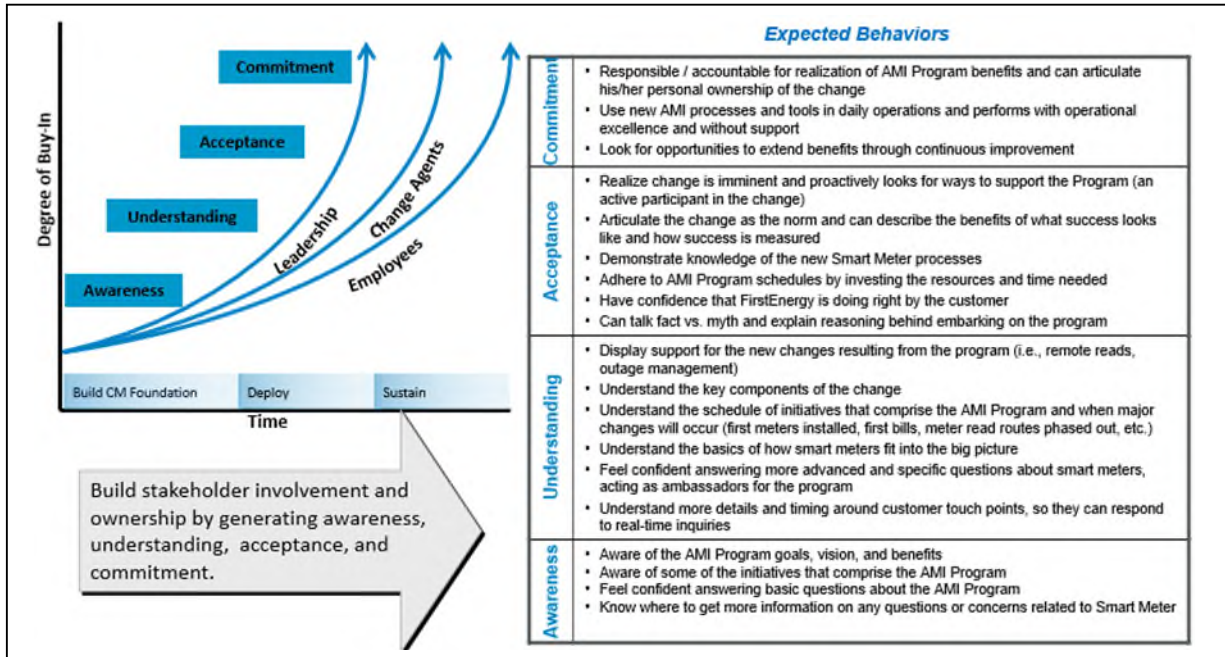 Degree of Buy-In
Commitment
Acceptance
Understanding
Awareness
Leadership
Change Agents
Employees
Build CM Foundation
Deploy
Sustain
Time
Build stakeholder involvement and
ownership by generating awareness,
understanding, acceptance, and
commitment.
Expected Behaviors
Commitment
• Responsible / accountable for realization of AMI Program benefits and can articulate
his/her personal ownership of the change
• Use new AMI processes and tools in daily operations and performs with operational
excellence and without support
• Look for opportunities to extend benefits through continuous improvement
Acceptance
• Realize change is imminent and proactively looks for ways to support the Program (an
active participant in the change)
• Articulate the change as the norm and can describe the benefits of what success looks
like and how success is measured
• Demonstrate knowledge of the new Smart Meter processes
• Adhere to AMI Program schedules by investing the resources and time needed
• Have confidence that FirstEnergy is doing right by the customer
• Can talk fact vs. myth and explain reasoning behind embarking on the program
Understanding
• Display support for the new changes resulting from the program (i.e., remote reads,
outage management)
• Understand the key components of the change
• Understand the schedule of initiatives that comprise the AMI Program and when major
changes will occur (first meters installed, first bills, meter read routes phased out, etc.)
• Understand the basics of how smart meters fit into the big picture
• Feel confident answering more advanced and specific questions about smart meters,
acting as ambassadors for the program
• Understand more details and timing around customer touch points, so they can respond
to real-time inquiries
Awareness
• Aware of the AMI Program goals, vision, and benefits
• Aware of some of the initiatives that comprise the AMI Program
• Feel confident answering basic questions about the AMI Program
• Know where to get more information on any questions or concerns related to Smart Meter